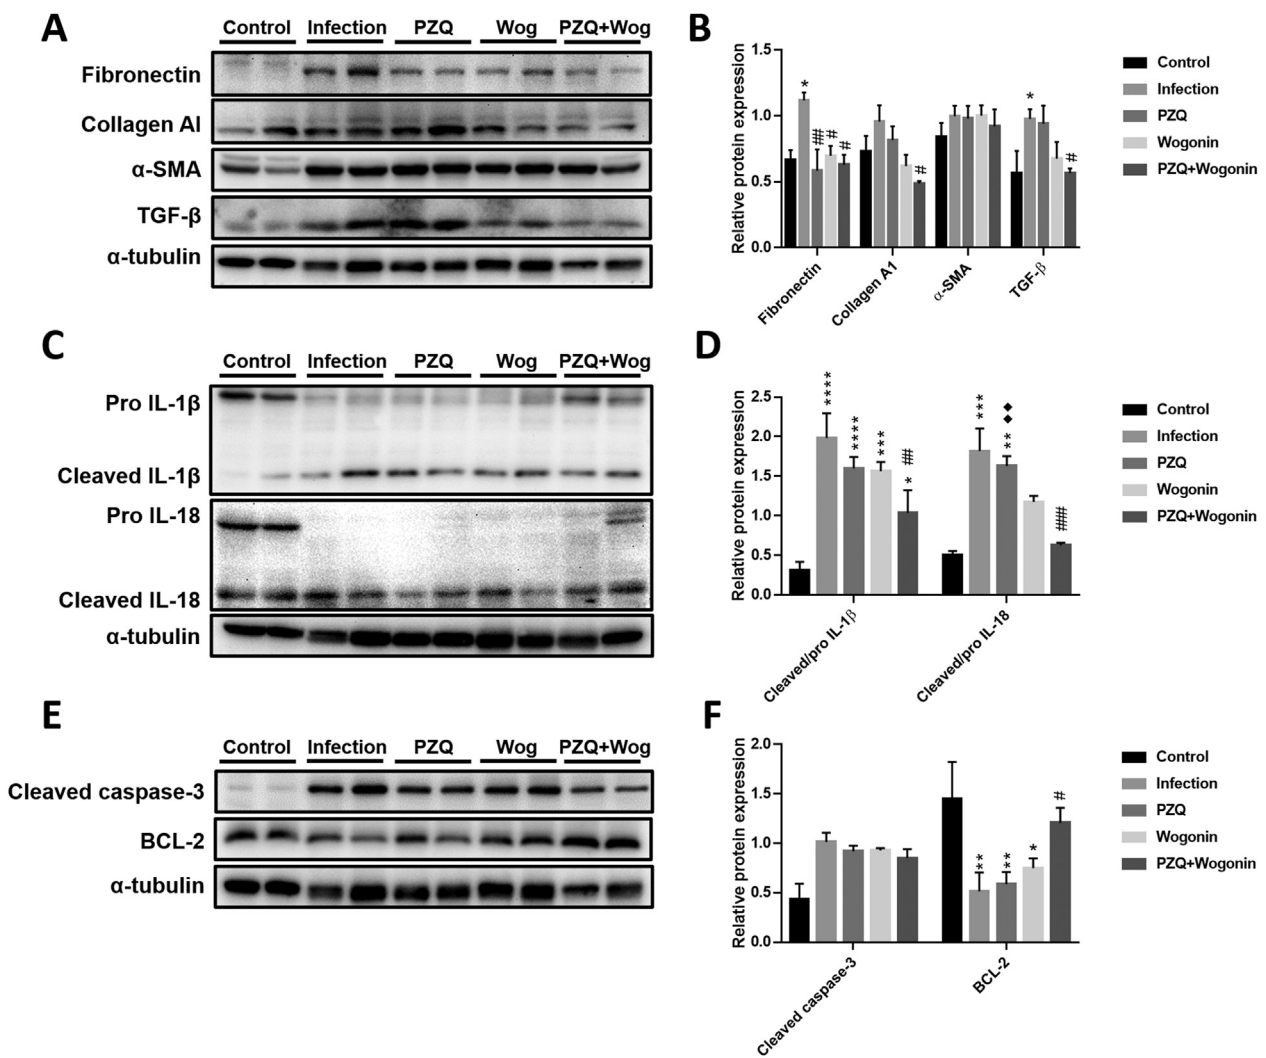 A
Control Infection PZQ Wog PZQ+Wog
Fibronectin
Collagen AI
α-SMA
TGF-β
α-tubulin
B
Relative protein expression
1.5
1.0
0.5
0.0
*
##
#
#
#
*
#
Fibronectin
Collagen A1
α-SMA
TGF-β
Control
Infection
PZQ
Wogonin
PZQ+Wogonin
C
Control Infection PZQ Wog PZQ+Wog
Pro IL-1β
Cleaved IL-1β
Pro IL-18
Cleaved IL-18
α-tubulin
D
Relative protein expression
2.5
2.0
1.5
1.0
0.5
0.0
****
****
***
* ##
***
** ◆◆
###
Cleaved/pro IL-1β
Cleaved/pro IL-18
Control
Infection
PZQ
Wogonin
PZQ+Wogonin
E
Control Infection PZQ Wog PZQ+Wog
Cleaved caspase-3
BCL-2
α-tubulin
F
Relative protein expression
2.0
1.5
1.0
0.5
0.0
**
**
*
#
Cleaved caspase-3
BCL-2
Control
Infection
PZQ
Wogonin
PZQ+Wogonin